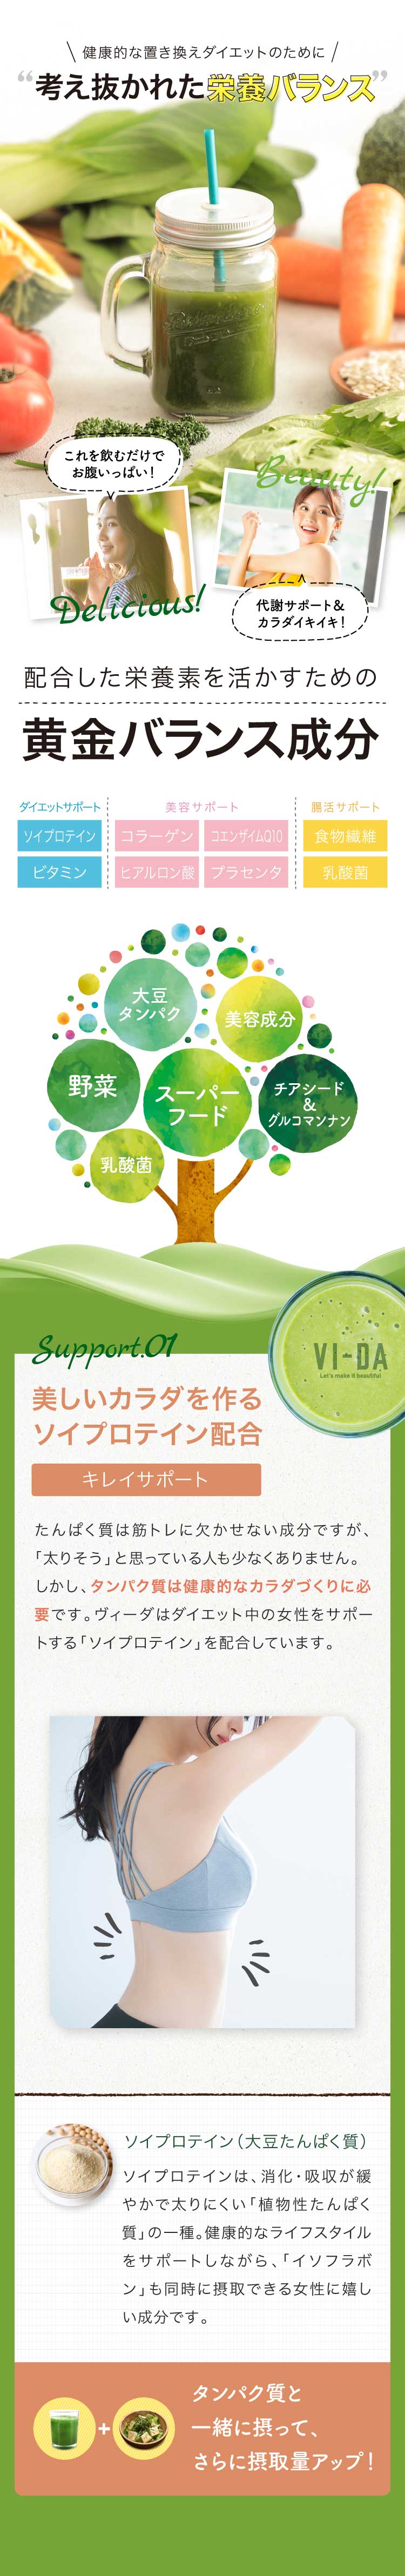 健康的な置き換えダイエットのために
“考え抜かれた栄養バランス”
これを飲むだけで
お腹いっぱい！
Beauty!
Delicious!
代謝サポート＆
カラダイキイキ！
配合した栄養素を活かすための
黄金バランス成分
ダイエットサポート
美容サポート
腸活サポート
ソイプロテイン
コラーゲン
コエンザイムQ10
食物繊維
ビタミン
ヒアルロン酸
プラセンタ
乳酸菌
大豆
タンパク
美容成分
野菜
スーパー
フード
チアシード
&
グルコマンナン
乳酸菌
Support.01
VI-DA
Let's make it beautiful
美しいカラダを作る
ソイプロテイン配合
キレイサポート
たんぱく質は筋トレに欠かせない成分ですが、
「太りそう」と思っている人も少なくありません。
しかし、タンパク質は健康的なカラダづくりに必
要です。ヴィーダはダイエット中の女性をサポー
トする「ソイプロテイン」を配合しています。
ソイプロテイン（大豆たんぱく質）
ソイプロテインは、消化・吸収が緩
やかで太りにくい「植物性たんぱく
質」の一種。健康的なライフスタイル
をサポートしながら、「イソフラボ
ン」も同時に摂取できる女性に嬉し
い成分です。
+
タンパク質と
一緒に摂って、
さらに摂取量アップ！